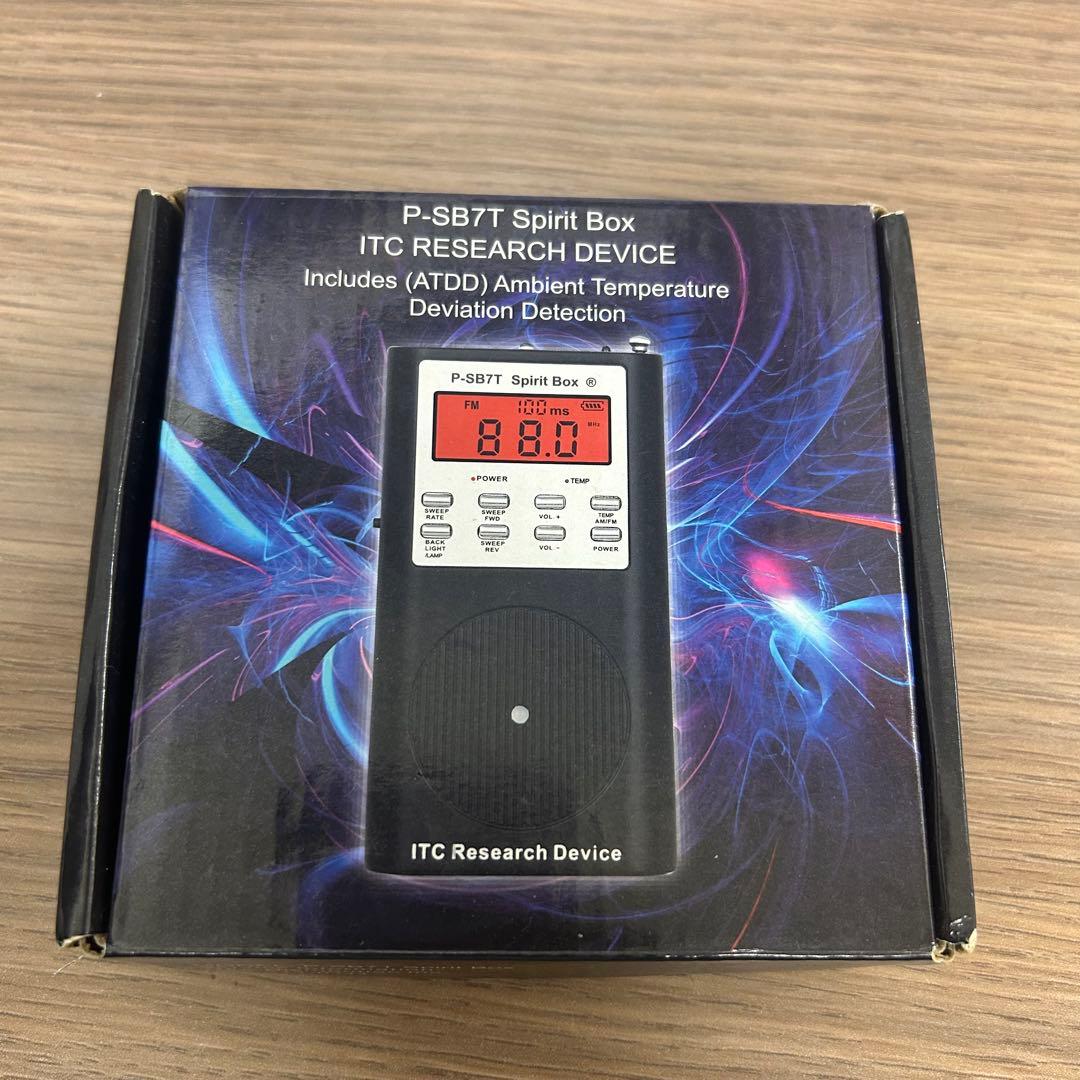 P-SB7T Spirit Box
ITC RESEARCH DEVICE
Includes (ATDD) Ambient Temperature
Deviation Detection
P-SB7T Spirit Box ®
FM 100 ms
88.0 MHz
POWER TEMP
SWEEP RATE SWEEP FWD VOL. + TEMP AM/FM
BACK LIGHT /LAMP SWEEP REV VOL - POWER
ITC Research Device